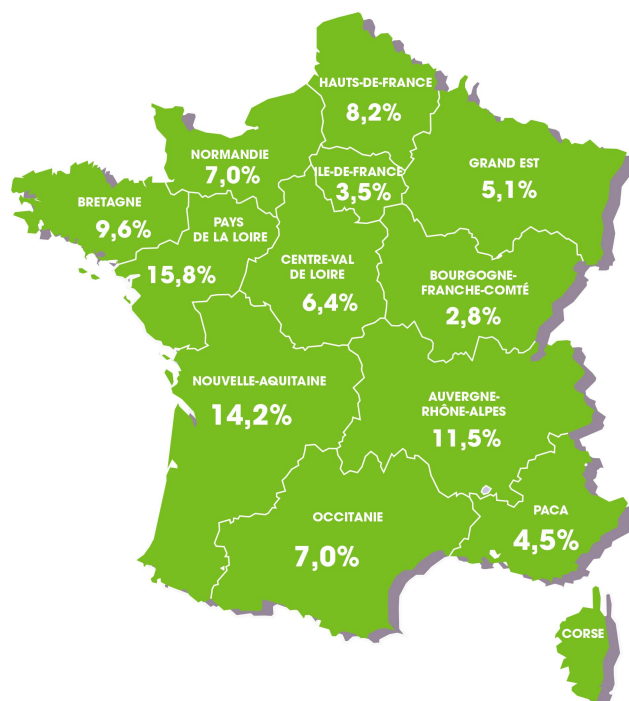 HAUTS-DE-FRANCE
8,2%
NORMANDIE
7,0%
ILE-DE-FRANCE
3,5%
GRAND EST
5,1%
BRETAGNE
9,6%
PAYS
DE LA LOIRE
15,8%
CENTRE-VAL
DE LOIRE
6,4%
BOURGOGNE-
FRANCHE-COMTÉ
2,8%
NOUVELLE-AQUITAINE
14,2%
AUVERGNE-
RHÔNE-ALPES
11,5%
OCCITANIE
7,0%
PACA
4,5%
CORSE